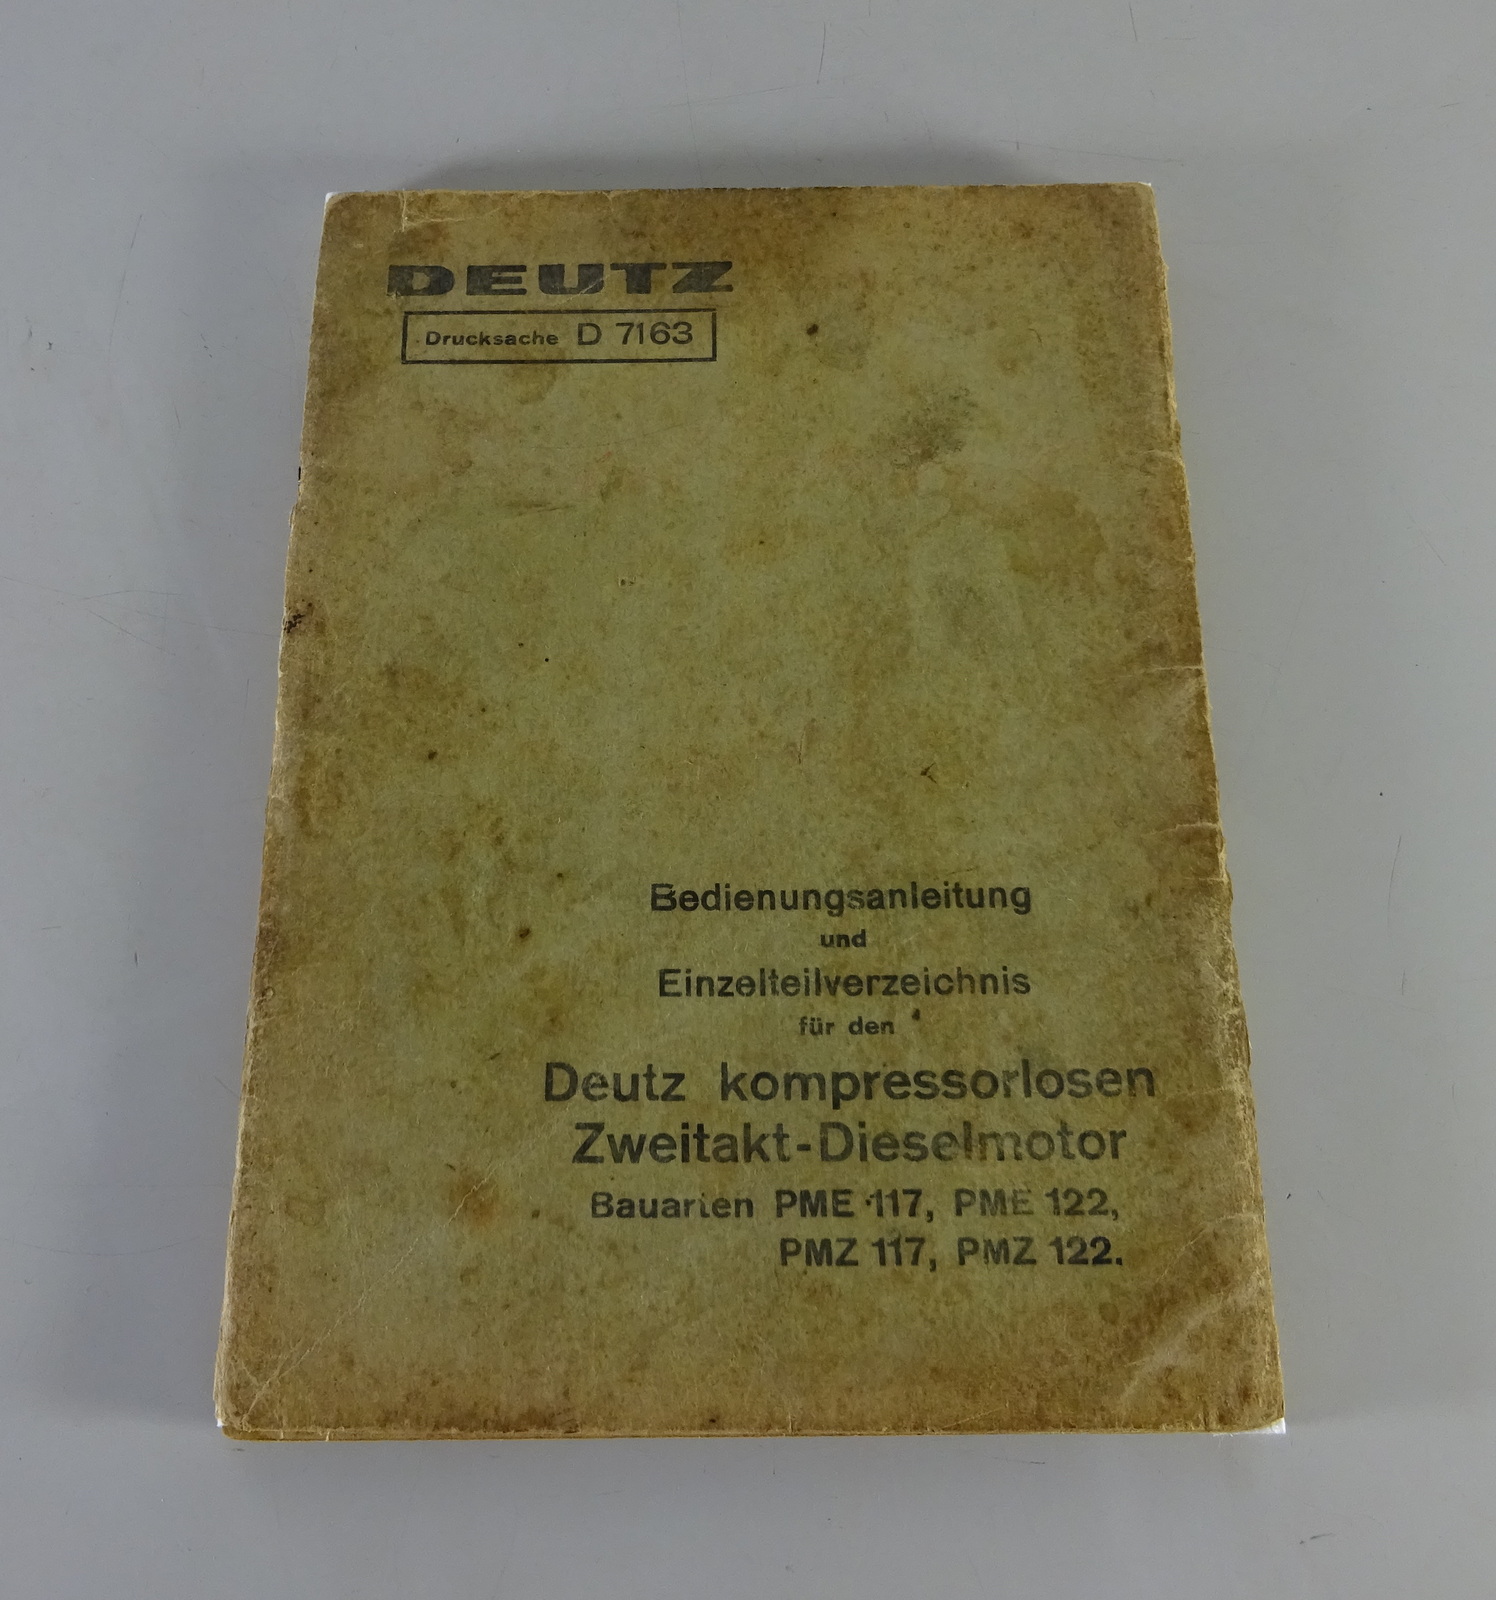 DEUTZ
Drucksache D 7163
Bedienungsanleitung
und
Einzelteilverzeichnis
für den
Deutz kompressorlosen
Zweitakt-Dieselmotor
Bauarten PME 117, PME 122,
PMZ 117, PMZ 122.